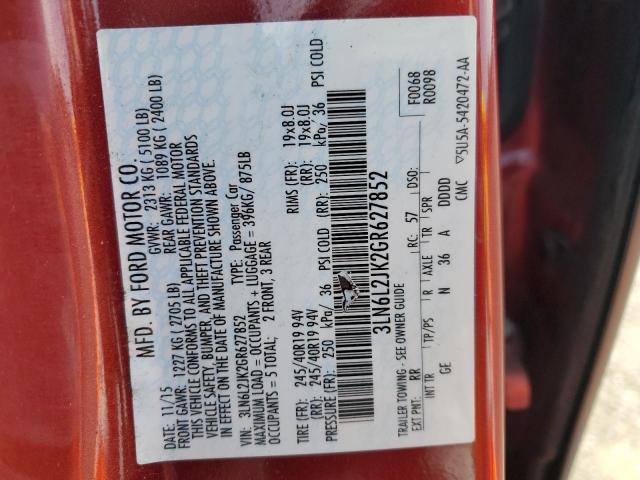 MFD. BY FORD MOTOR CO.
DATE: 11/15 GVWR: 2313 KG ( 5100 LB)
FRONT GAWR: 1227 KG ( 2705 LB) REAR GAWR: 1089 KG ( 2400 LB)
THIS VEHICLE CONFORMS TO ALL APPLICABLE FEDERAL MOTOR
VEHICLE SAFETY, BUMPER, AND THEFT PREVENTION STANDARDS
IN EFFECT ON THE DATE OF MANUFACTURE SHOWN ABOVE.
VIN: 3LN6L2JK2GR627852 TYPE: Passenger Car
MAXIMUM LOAD = OCCUPANTS + LUGGAGE = 396KG/ 875LB
OCCUPANTS = 5 TOTAL; 2 FRONT, 3 REAR
TIRE (FR): 245/40R19 94V RIMS (FR): 19x8.0J
(RR): 245/40R19 94V (RR): 19x8.0J
PRESSURE (FR): 250 kPa/ 36 PSI COLD (RR): 250 kPa/ 36 PSI COLD
3LN6L2JK2GR627852
F0068
R0098
TRAILER TOWING - SEE OWNER GUIDE
EXT PNT: RR RC: 57 DSO:
INT TR TP/PS R AXLE TR SPR
GE N 36 A DDDD
CMC ▽5U5A-5420472-AA